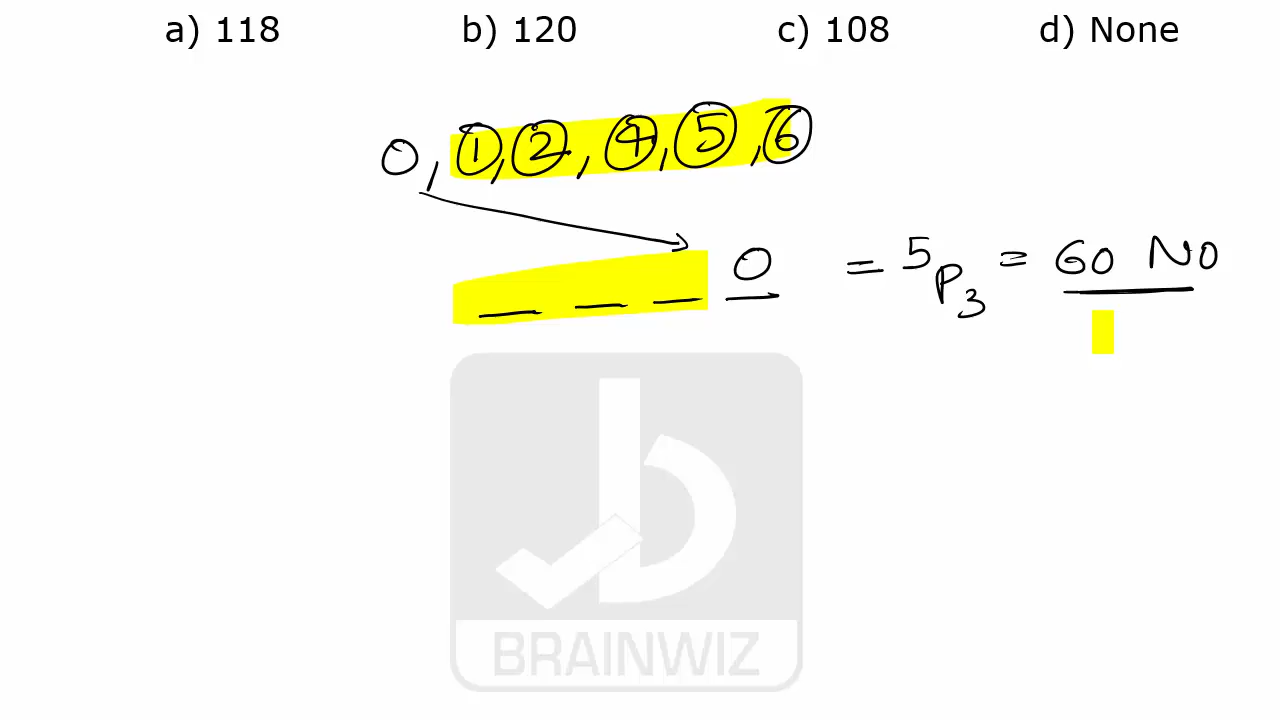 a) 118 b) 120 c) 108 d) None
0, 1, 2, 4, 5, 6
_ _ _ 0 = 5P3 = 60 NO
BRAINWIZ